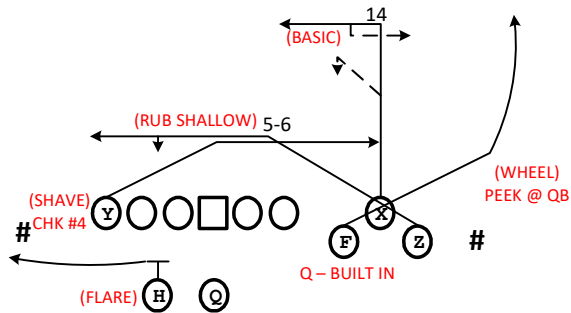 14
(BASIC)
(RUB SHALLOW) 5-6
(WHEEL)
PEEK @ QB
(SHAVE)
CHK #4
Y
X
F
Z
#
#
Q – BUILT IN
(FLARE)
H
Q